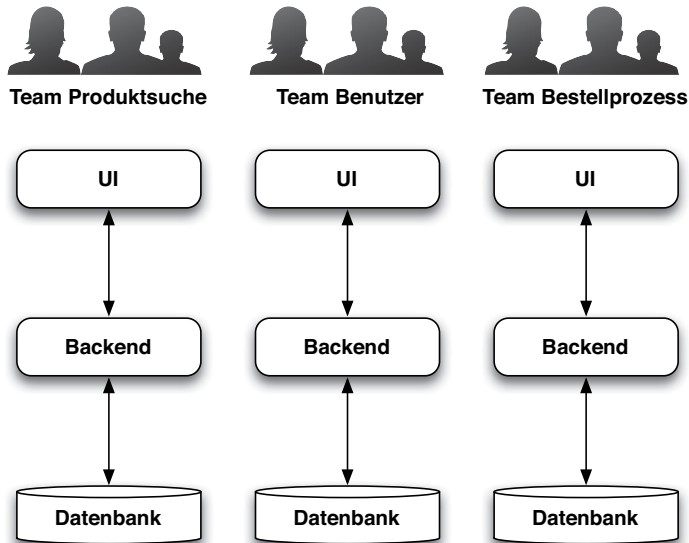 Team Produktsuche
Team Benutzer
Team Bestellprozess
UI
UI
UI
Backend
Backend
Backend
Datenbank
Datenbank
Datenbank